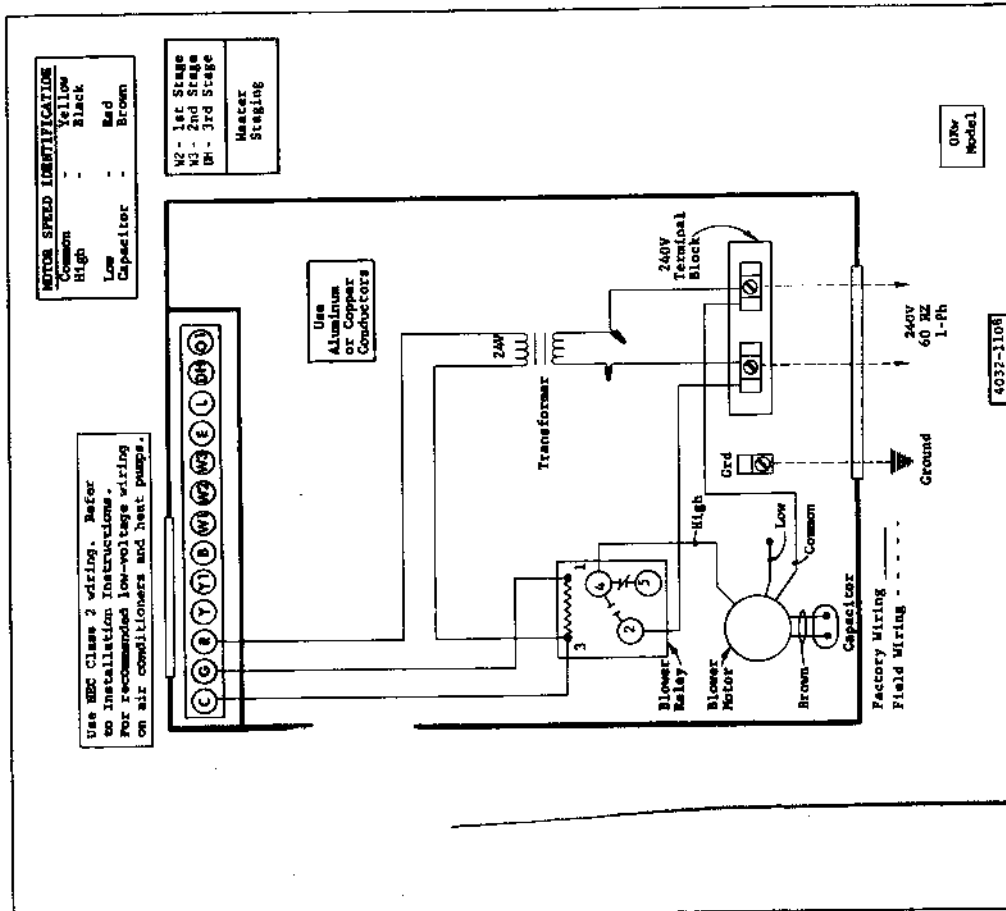 Use NEC Class 2 wiring. Refer
to Installation Instructions.
For recommended low-voltage wiring
on air conditioners and heat pumps.
MOTOR SPEED IDENTIFICATION
Common - Yellow
High - Black
Low - Red
Capacitor - Brown
C G R Y Y1 B W1 W2 W3 E L DH O1
W2 - 1st Stage
W3 - 2nd Stage
DH - 3rd Stage
Heater
Staging
Use
Aluminum
or Copper
Conductors
24V
Transformer
240V
Terminal
Block
3
1
4
2
5
Blower
Relay
High
Grd
Blower
Motor
Low
Common
Brown
Capacitor
Factory Wiring
Field Wiring - - - - -
Ground
240V
60 HZ
1-Ph
0Kw
Model
4032-1108